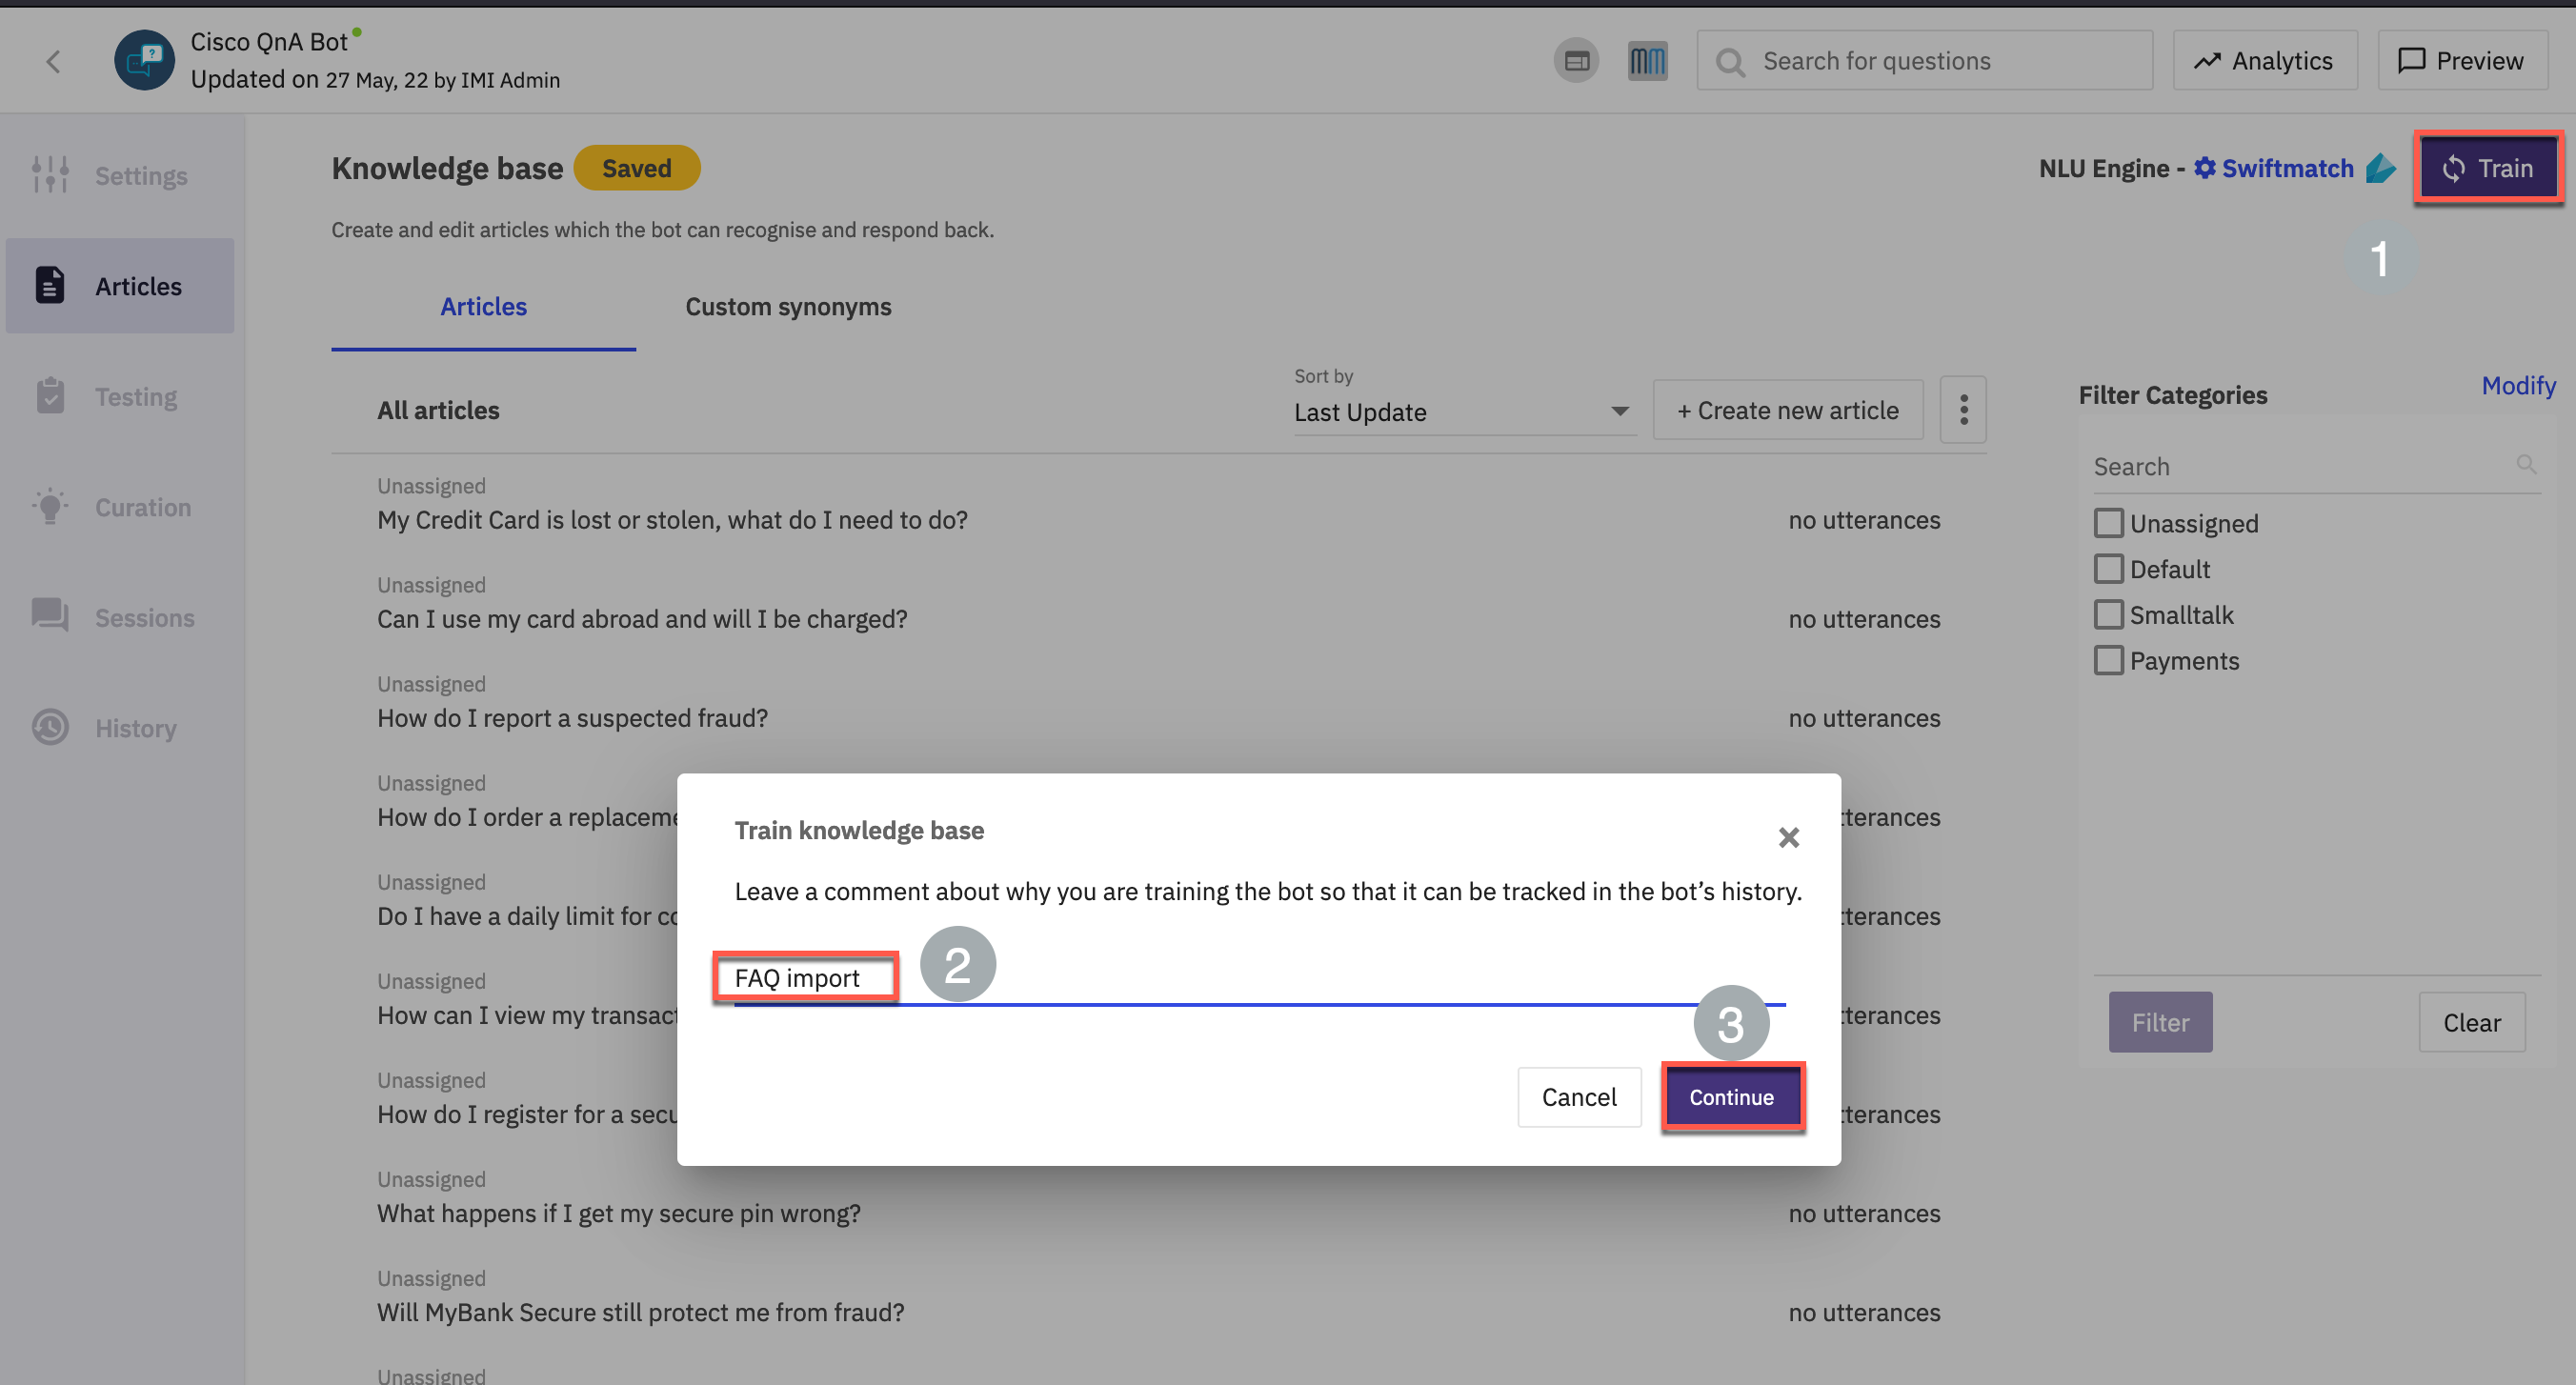 Cisco QnA Bot
Updated on 27 May, 22 by IMI Admin
Search for questions
Analytics
Preview
Settings
Articles
Testing
Curation
Sessions
History
Knowledge base
Saved
NLU Engine - Swiftmatch
Train
1
Create and edit articles which the bot can recognise and respond back.
Articles
Custom synonyms
All articles
Sort by
Last Update
+ Create new article
Filter Categories
Modify
Search
Unassigned
Default
Smalltalk
Payments
Filter
Clear
Unassigned
My Credit Card is lost or stolen, what do I need to do?
no utterances
Unassigned
Can I use my card abroad and will I be charged?
no utterances
Unassigned
How do I report a suspected fraud?
no utterances
Unassigned
How do I order a replaceme
tterances
Unassigned
Do I have a daily limit for co
tterances
Unassigned
How can I view my transact
tterances
Unassigned
How do I register for a secu
tterances
Unassigned
What happens if I get my secure pin wrong?
no utterances
Unassigned
Will MyBank Secure still protect me from fraud?
no utterances
Unassigned
Train knowledge base
Leave a comment about why you are training the bot so that it can be tracked in the bot’s history.
FAQ import
2
3
Cancel
Continue